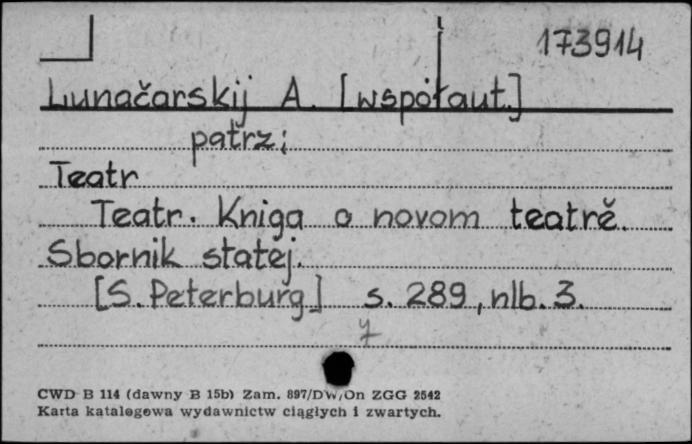 173914
Lunačarskij A. [współaut.]
patrz:
Teatr
Teatr. Kniga o novom teatrě.
Sbornik statej.
[S. Peterburg] s. 289, nlb. 3.
CWD B 114 (dawny B 15b) Zam. 897/DW/On ZGG 2542
Karta katalogowa wydawnictw ciągłych i zwartych.